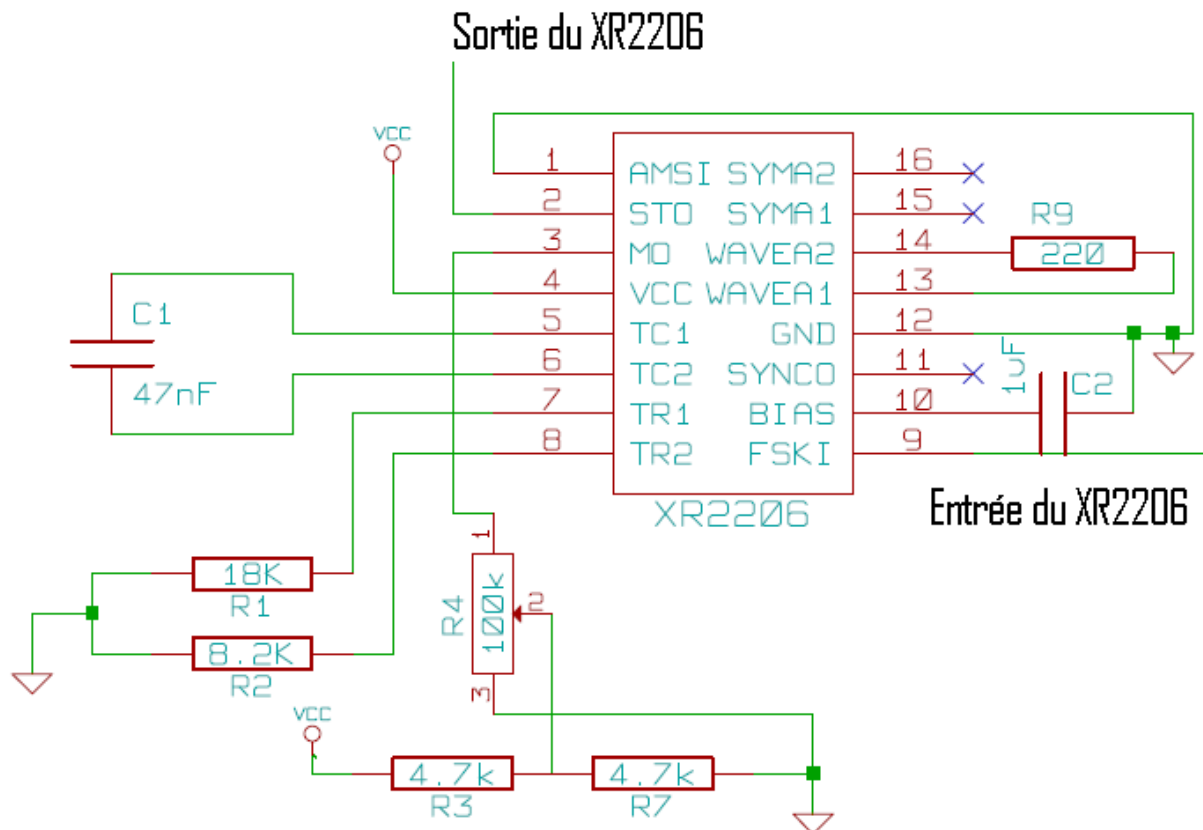 Sortie du XR2206
VCC
1 AMSI SYMA2 16
2 STO SYMA1 15
R9
3 MO WAVEA2 14 220
4 VCC WAVEA1 13
C1
5 TC1 GND 12
6 TC2 SYNCO 11
1uF C2
47nF
7 TR1 BIAS 10
8 TR2 FSKI 9
XR2206
Entrée du XR2206
1
18K
R1
R4
100k
2
8.2K
R2
3
VCC
4.7k
R3
4.7k
R7